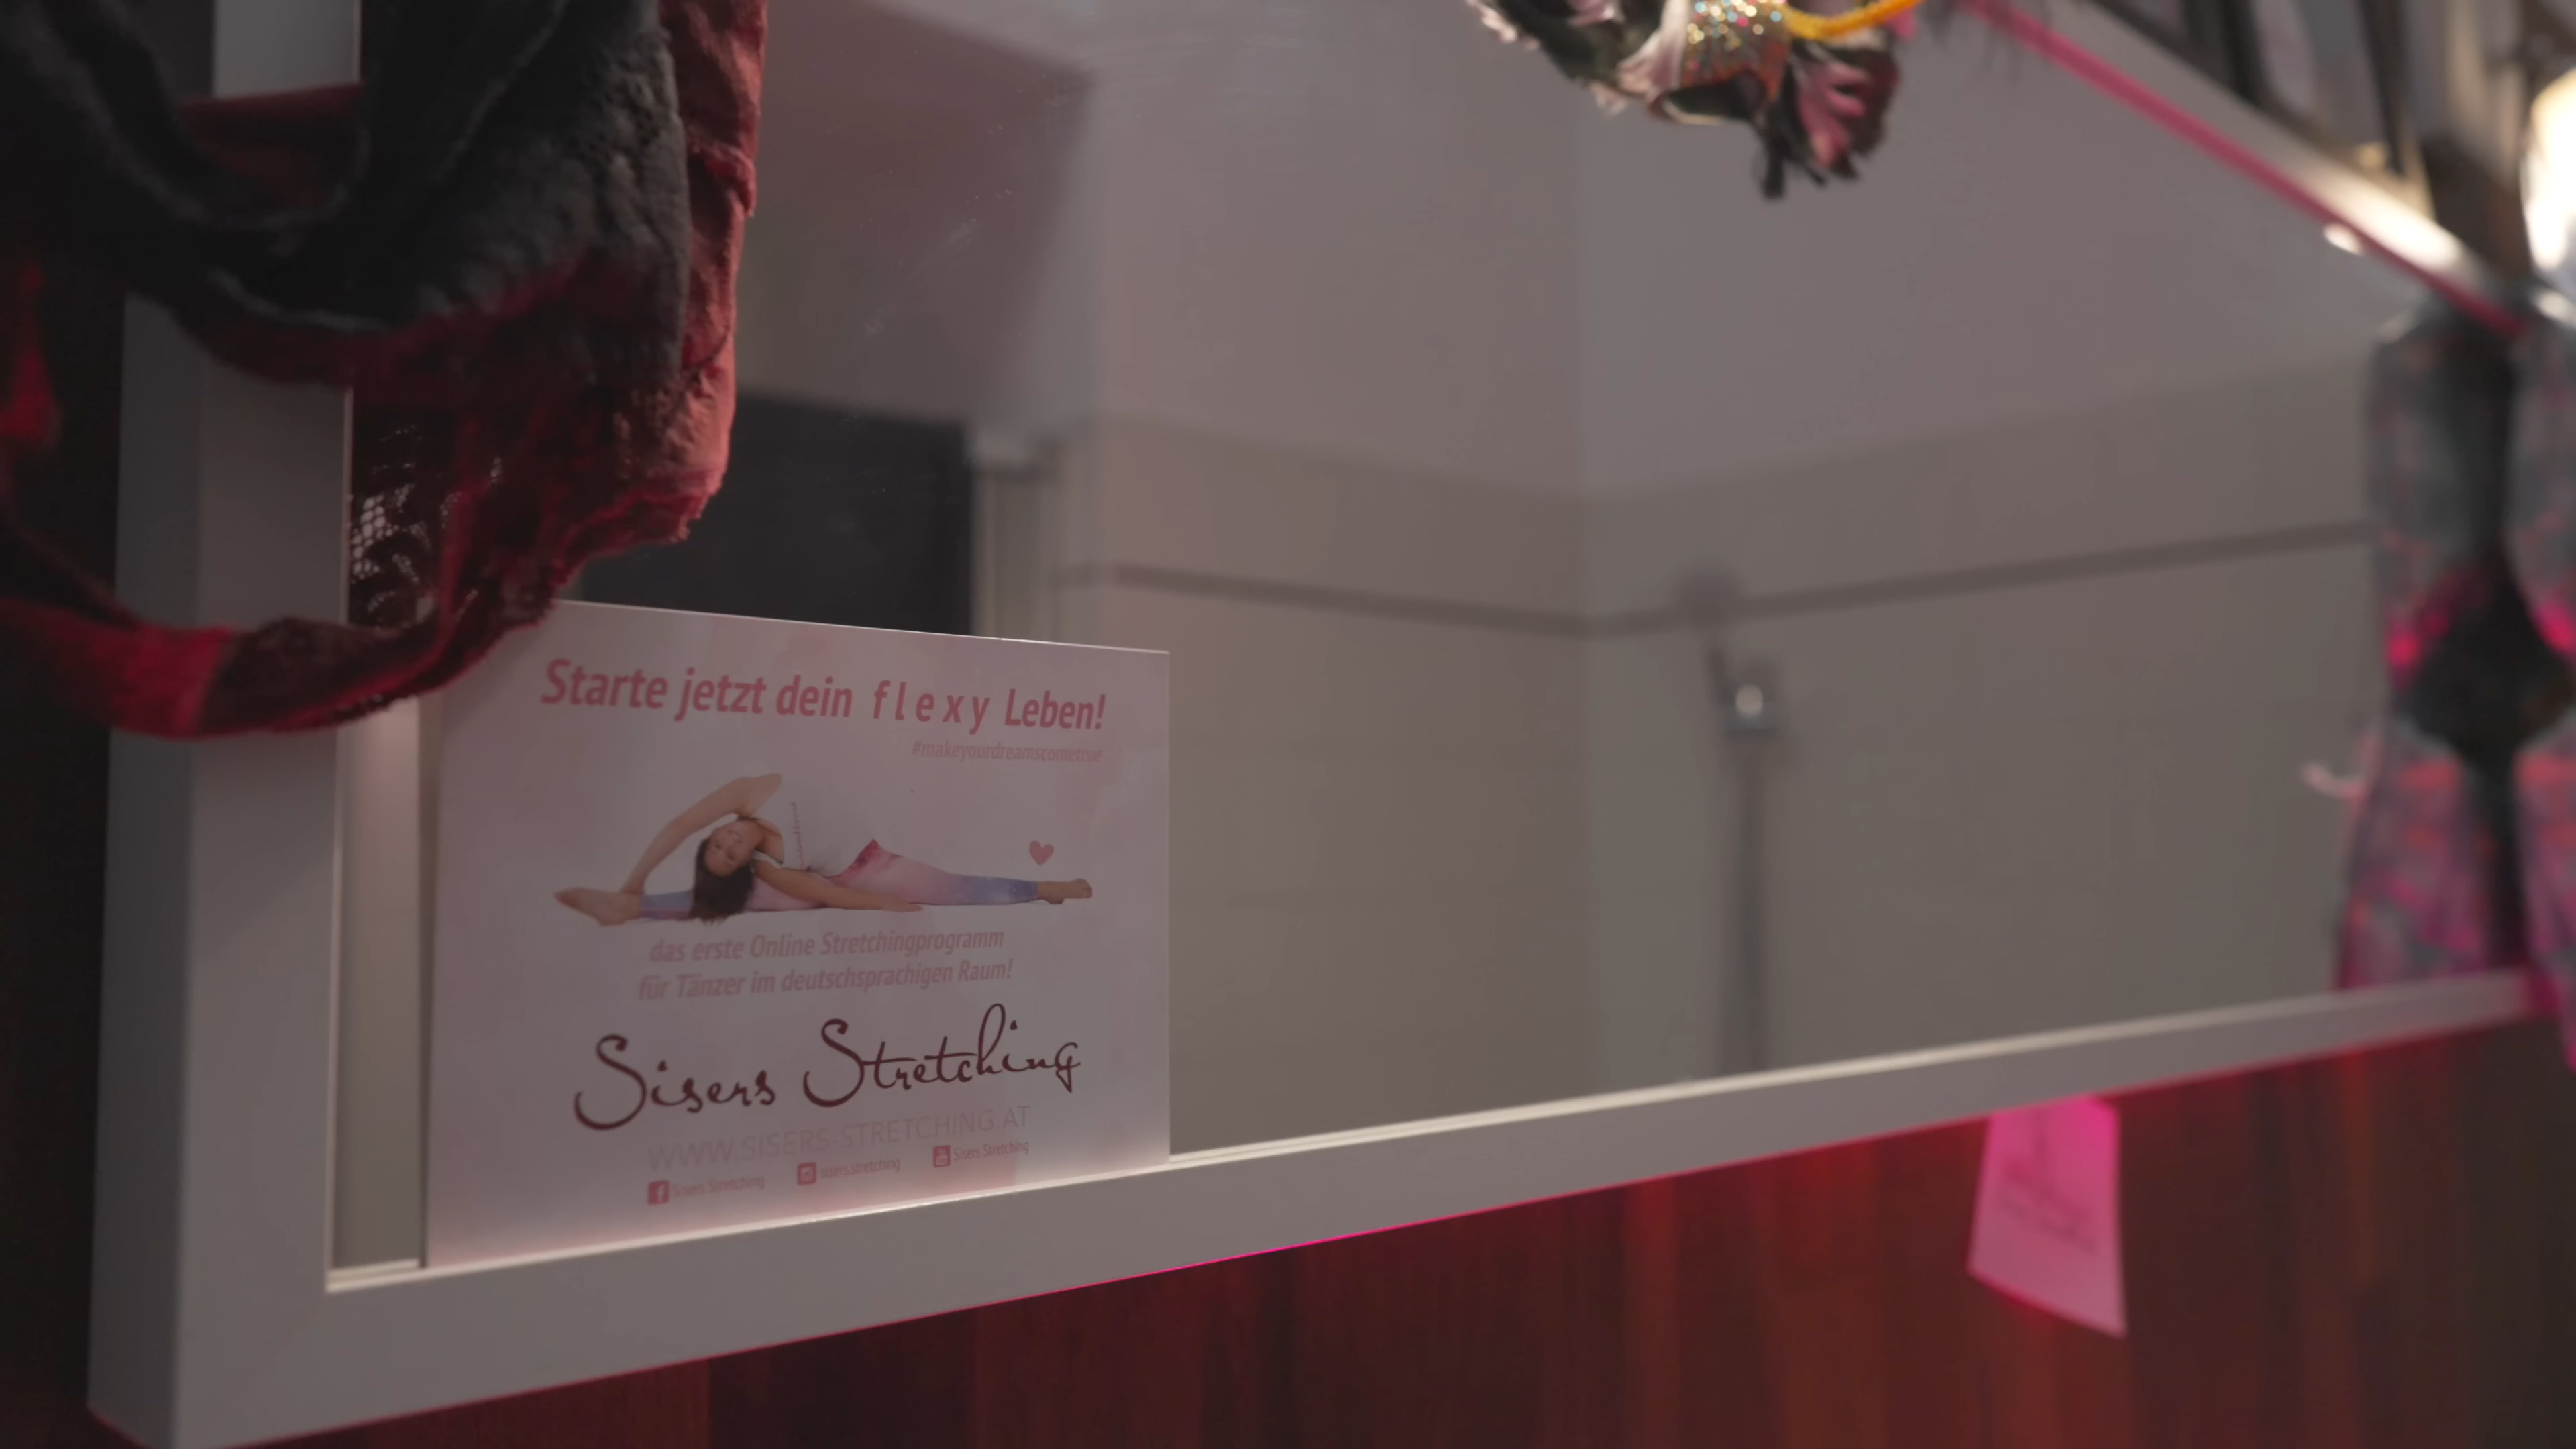 Starte jetzt dein flexy Leben!
#makeyourdreamscometrue
das erste Online Stretchingprogramm
für Tänzer im deutschsprachigen Raum!
Sisers Stretching
WWW.SISERS-STRETCHING.AT
Sisers.Stretching
sisers.stretching
Sisers.Stretching